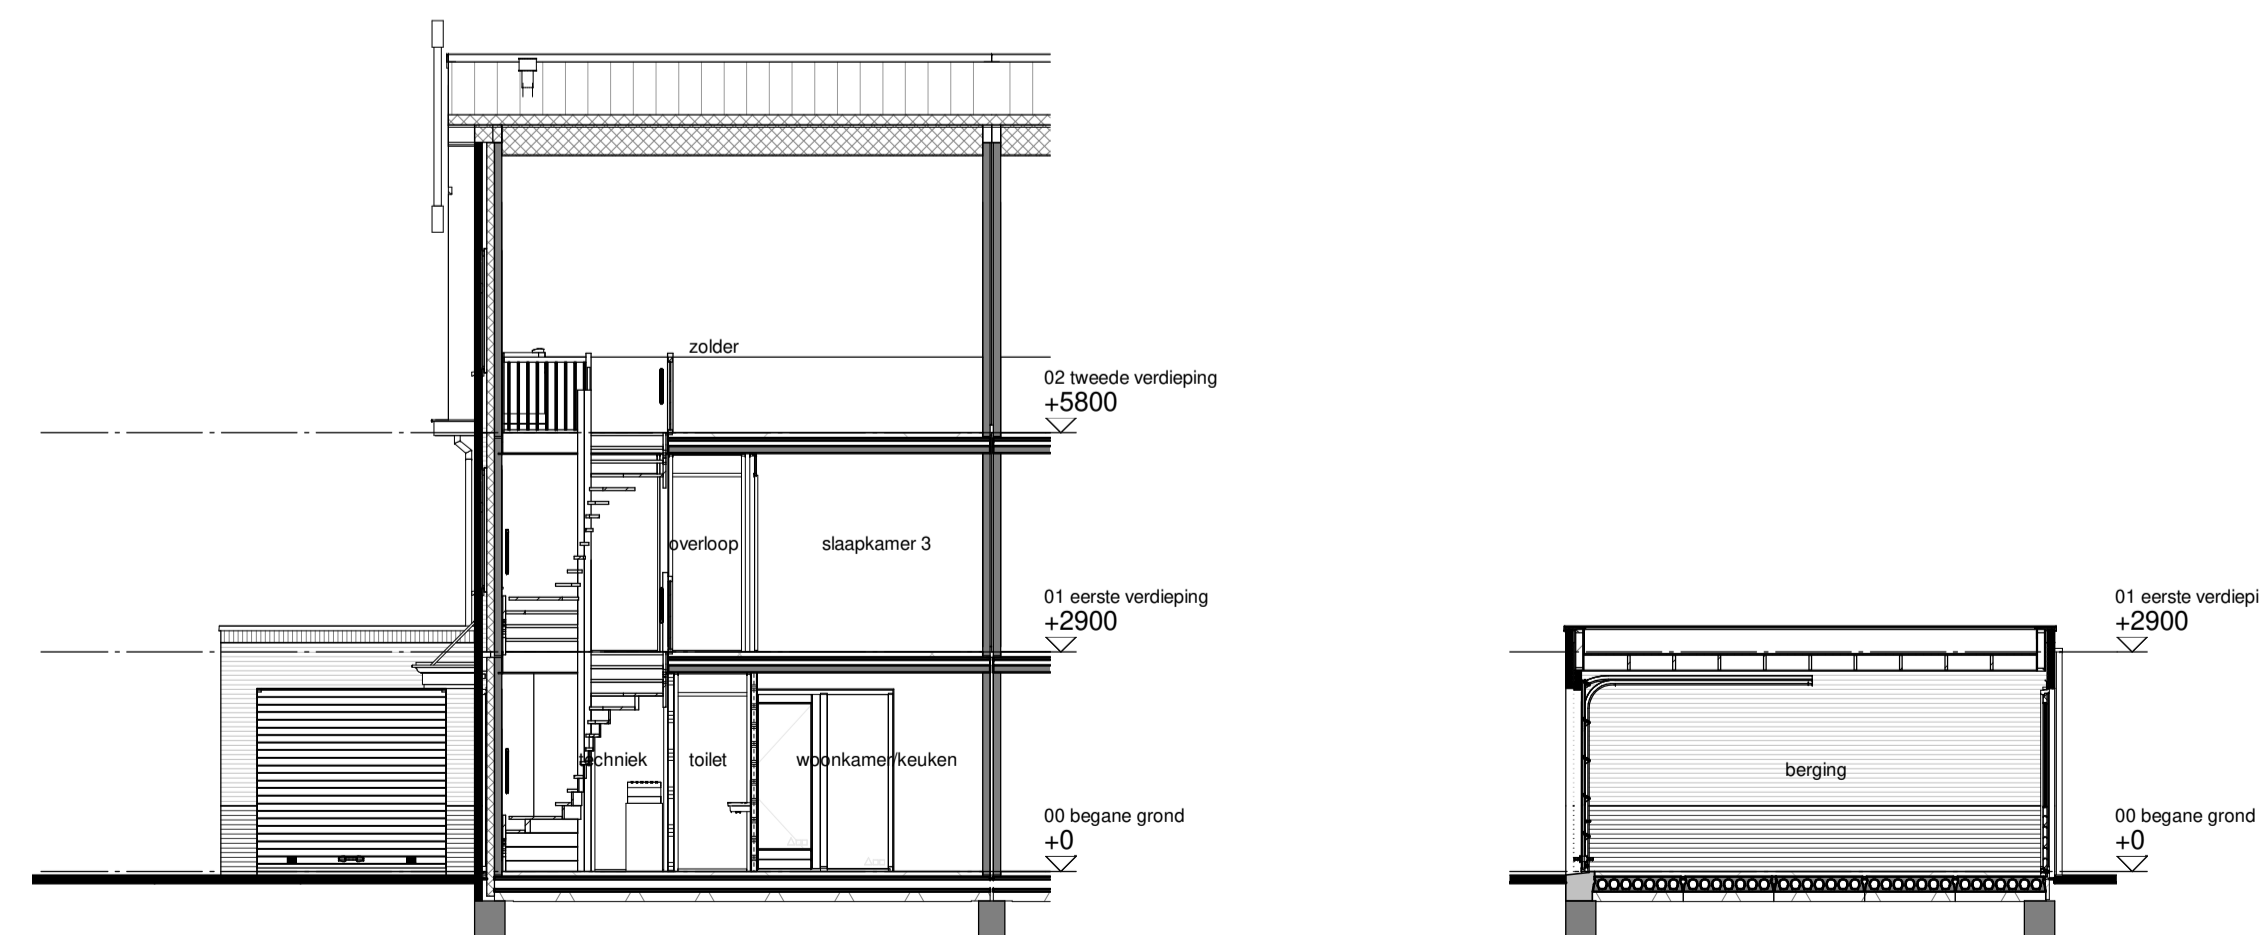 zolder
02 tweede verdieping
+5800
overloop
slaapkamer 3
01 eerste verdieping
+2900
techniek
toilet
woonkamer/keuken
00 begane grond
+0
01 eerste verdiepi
+2900
berging
00 begane grond
+0